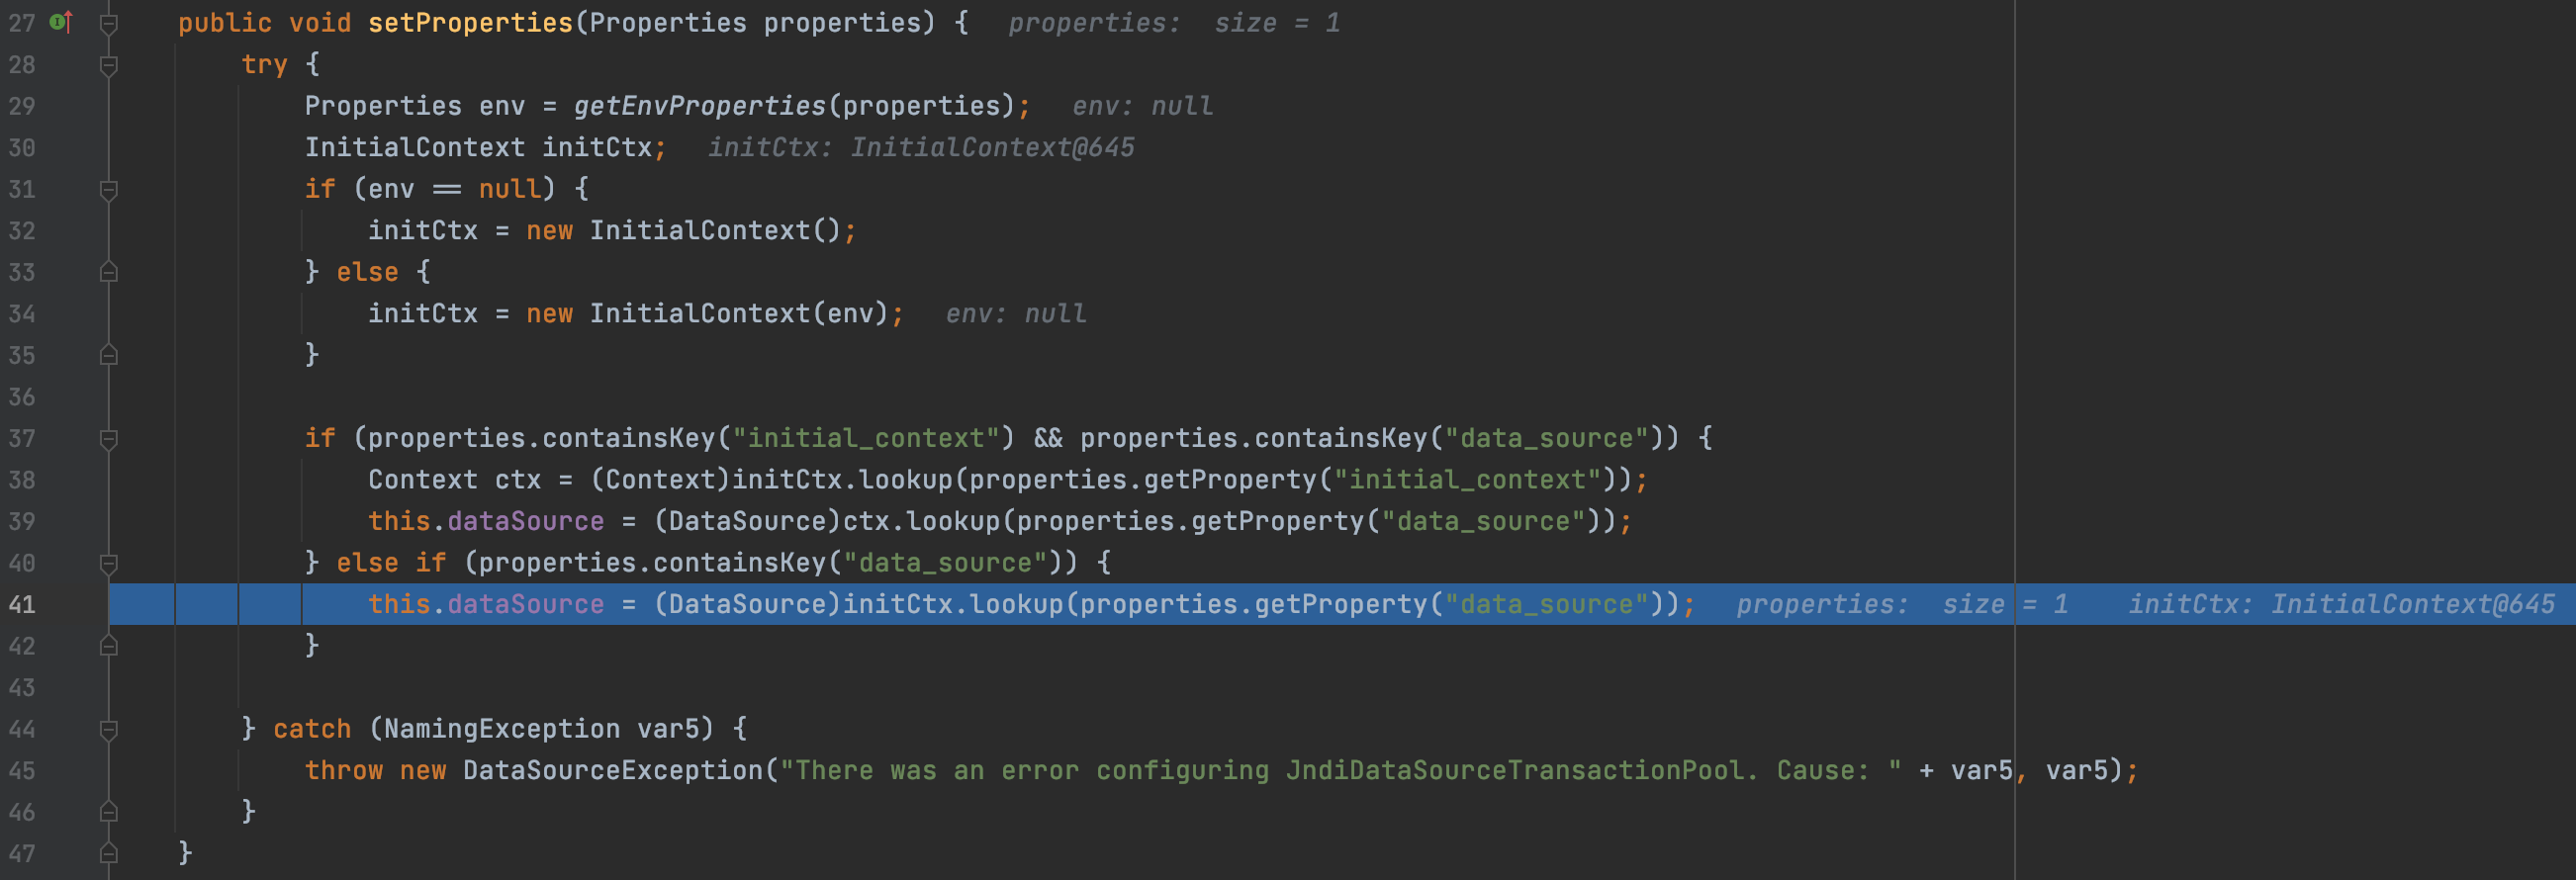 27 public void setProperties(Properties properties) { properties: size = 1
28 try {
29 Properties env = getEnvProperties(properties); env: null
30 InitialContext initCtx; initCtx: InitialContext@645
31 if (env == null) {
32 initCtx = new InitialContext();
33 } else {
34 initCtx = new InitialContext(env); env: null
35 }
36
37 if (properties.containsKey("initial_context") && properties.containsKey("data_source")) {
38 Context ctx = (Context)initCtx.lookup(properties.getProperty("initial_context"));
39 this.dataSource = (DataSource)ctx.lookup(properties.getProperty("data_source"));
40 } else if (properties.containsKey("data_source")) {
41 this.dataSource = (DataSource)initCtx.lookup(properties.getProperty("data_source")); properties: size = 1 initCtx: InitialContext@645
42 }
43
44 } catch (NamingException var5) {
45 throw new DataSourceException("There was an error configuring JndiDataSourceTransactionPool. Cause: " + var5, var5);
46 }
47 }